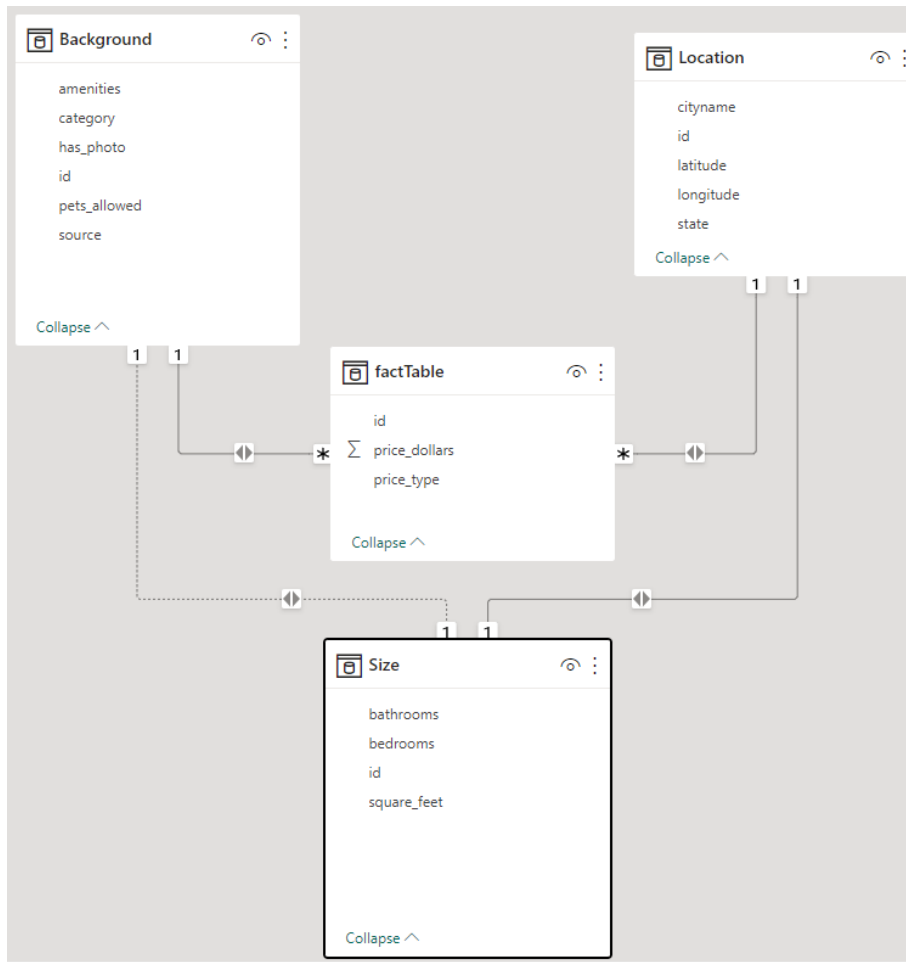 Background
amenities
category
has_photo
id
pets_allowed
source
Collapse
1 1
Location
cityname
id
latitude
longitude
state
Collapse
1 1
factTable
id
∑ price_dollars
price_type
Collapse
*
*
1 1
Size
bathrooms
bedrooms
id
square_feet
Collapse